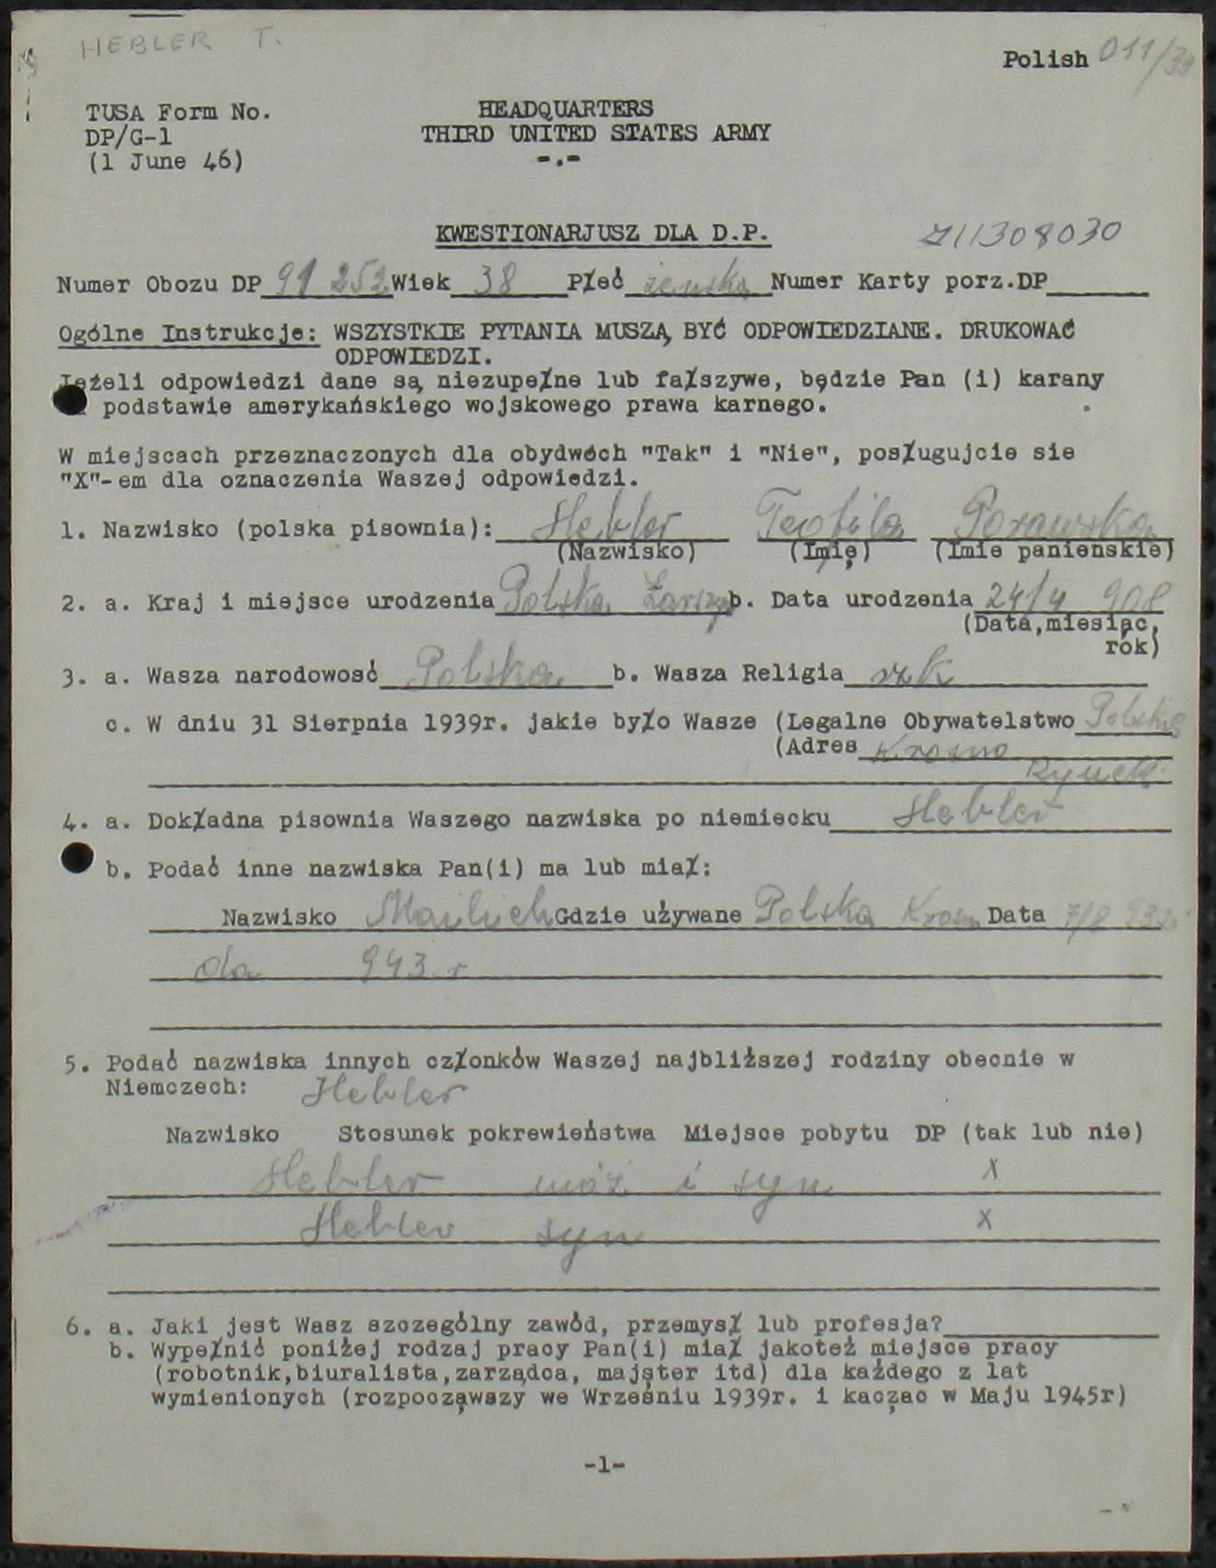 HEBLER T.
Polish 011/39
TUSA Form No.
DP/G-1
(1 June 46)
HEADQUARTERS
THIRD UNITED STATES ARMY
-.-
KWESTIONARJUSZ DLA D.P.
711308030
Numer Obozu DP 91 252 Wiek 38 Płeć żeńska Numer Karty porz.DP
Ogólne Instrukcje: WSZYSTKIE PYTANIA MUSZĄ BYĆ ODPOWIEDZIANE. DRUKOWAĆ
ODPOWIEDZI.
Jeżeli odpowiedzi dane są niezupełne lub fałszywe, będzie Pan (i) karany
podstawie amerykańskiego wojskowego prawa karnego.
W miejscach przeznaczonych dla obydwóch "Tak" i "Nie", posługujcie sie
"X"-em dla oznaczenia Waszej odpowiedzi.
1. Nazwisko (polska pisownia): Hebler Teofila Porawska
(Nazwisko) (Imię) (Imie panienskie)
2. a. Kraj i miejsce urodzenia Polska b. Data urodzenia 24/4 908
(Data,miesiąc,
rok)
3. a. Wasza narodowość Polska b. Wasza Religia rzk
c. W dniu 31 Sierpnia 1939r. jakie było Wasze (Legalne Obywatelstwo Polskie
(Adres Krosno
Rynek
4. a. Dokładna pisownia Waszego nazwiska po niemiecku Hebler
b. Podać inne nazwiska Pan(i) ma lub miał:
Nazwisko Gdzie używane Polska Krosn Data 7/8 932
do 943 r
5. Podać nazwiska innych członków Waszej najbliższej rodziny obecnie w
Niemczech: Hebler
Nazwisko Stosunek pokrewieństwa Miejsce pobytu DP (tak lub nie)
Hebler mąż i syn X
Hebler syn X
6. a. Jaki jest Wasz szczególny zawód, przemysł lub profesja?
b. Wypełnić poniżej rodzaj pracy Pan(i) miał jakoteż miejsce pracy
(robotnik,biuralista,zarządca, majster itd) dla każdego z lat
wymienionych (rozpocząwszy we Wrześniu 1939r. i kacząc w Maju 1945r)
-1-